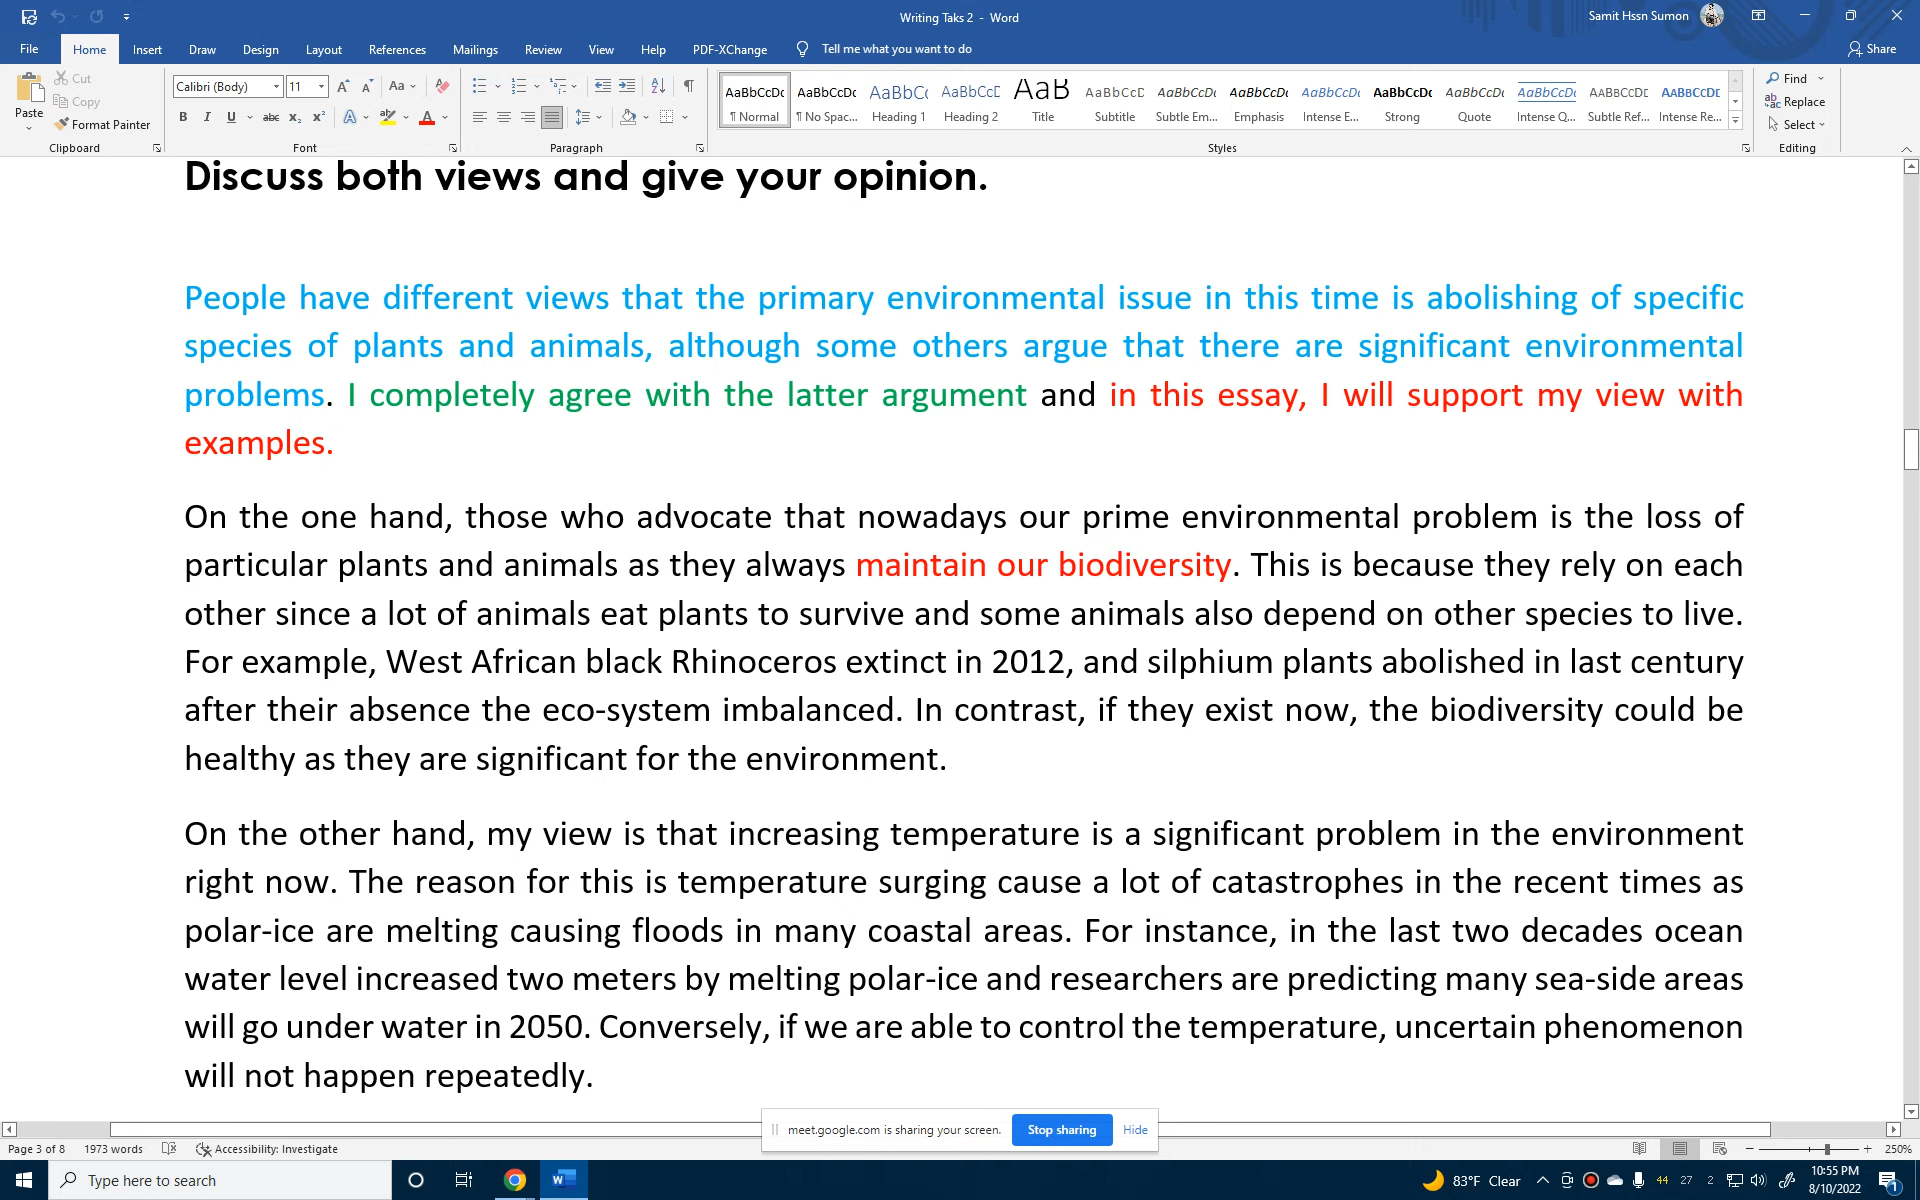 Writing Taks 2 - Word
Samit Hssn Sumon
File Home Insert Draw Design Layout References Mailings Review View Help PDF-XChange Tell me what you want to do Share
Paste
Cut
Copy
Format Painter
Clipboard
Calibri (Body) 11
Font
Paragraph
AaBbCcDc AaBbCcDc AaBbC AaBbCcE AaB AaBbCcD AaBbCcDc AaBbCcDc AaBbCcDc AaBbCcDc AaBbCcDc AaBbCcDc AABBCCDE AABBCCDE
¶ Normal ¶ No Spac... Heading 1 Heading 2 Title Subtitle Subtle Em... Emphasis Intense E... Strong Quote Intense Q... Subtle Ref... Intense Re...
Styles
Find
Replace
Select
Editing
Discuss both views and give your opinion.
People have different views that the primary environmental issue in this time is abolishing of specific
species of plants and animals, although some others argue that there are significant environmental
problems. I completely agree with the latter argument and in this essay, I will support my view with
examples.
On the one hand, those who advocate that nowadays our prime environmental problem is the loss of
particular plants and animals as they always maintain our biodiversity. This is because they rely on each
other since a lot of animals eat plants to survive and some animals also depend on other species to live.
For example, West African black Rhinoceros extinct in 2012, and silphium plants abolished in last century
after their absence the eco-system imbalanced. In contrast, if they exist now, the biodiversity could be
healthy as they are significant for the environment.
On the other hand, my view is that increasing temperature is a significant problem in the environment
right now. The reason for this is temperature surging cause a lot of catastrophes in the recent times as
polar-ice are melting causing floods in many coastal areas. For instance, in the last two decades ocean
water level increased two meters by melting polar-ice and researchers are predicting many sea-side areas
will go under water in 2050. Conversely, if we are able to control the temperature, uncertain phenomenon
will not happen repeatedly.
meet.google.com is sharing your screen. Stop sharing Hide
Page 3 of 8 1973 words Accessibility: Investigate 250%
Type here to search
83°F Clear 44 27 2
10:55 PM
8/10/2022
1